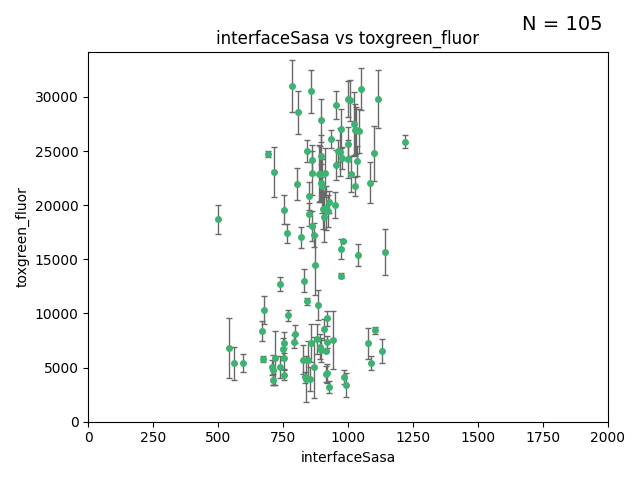 N = 105
interfaceSasa vs toxgreen_fluor
toxgreen_fluor
30000
25000
20000
15000
10000
5000
0
0 250 500 750 1000 1250 1500 1750 2000
interfaceSasa